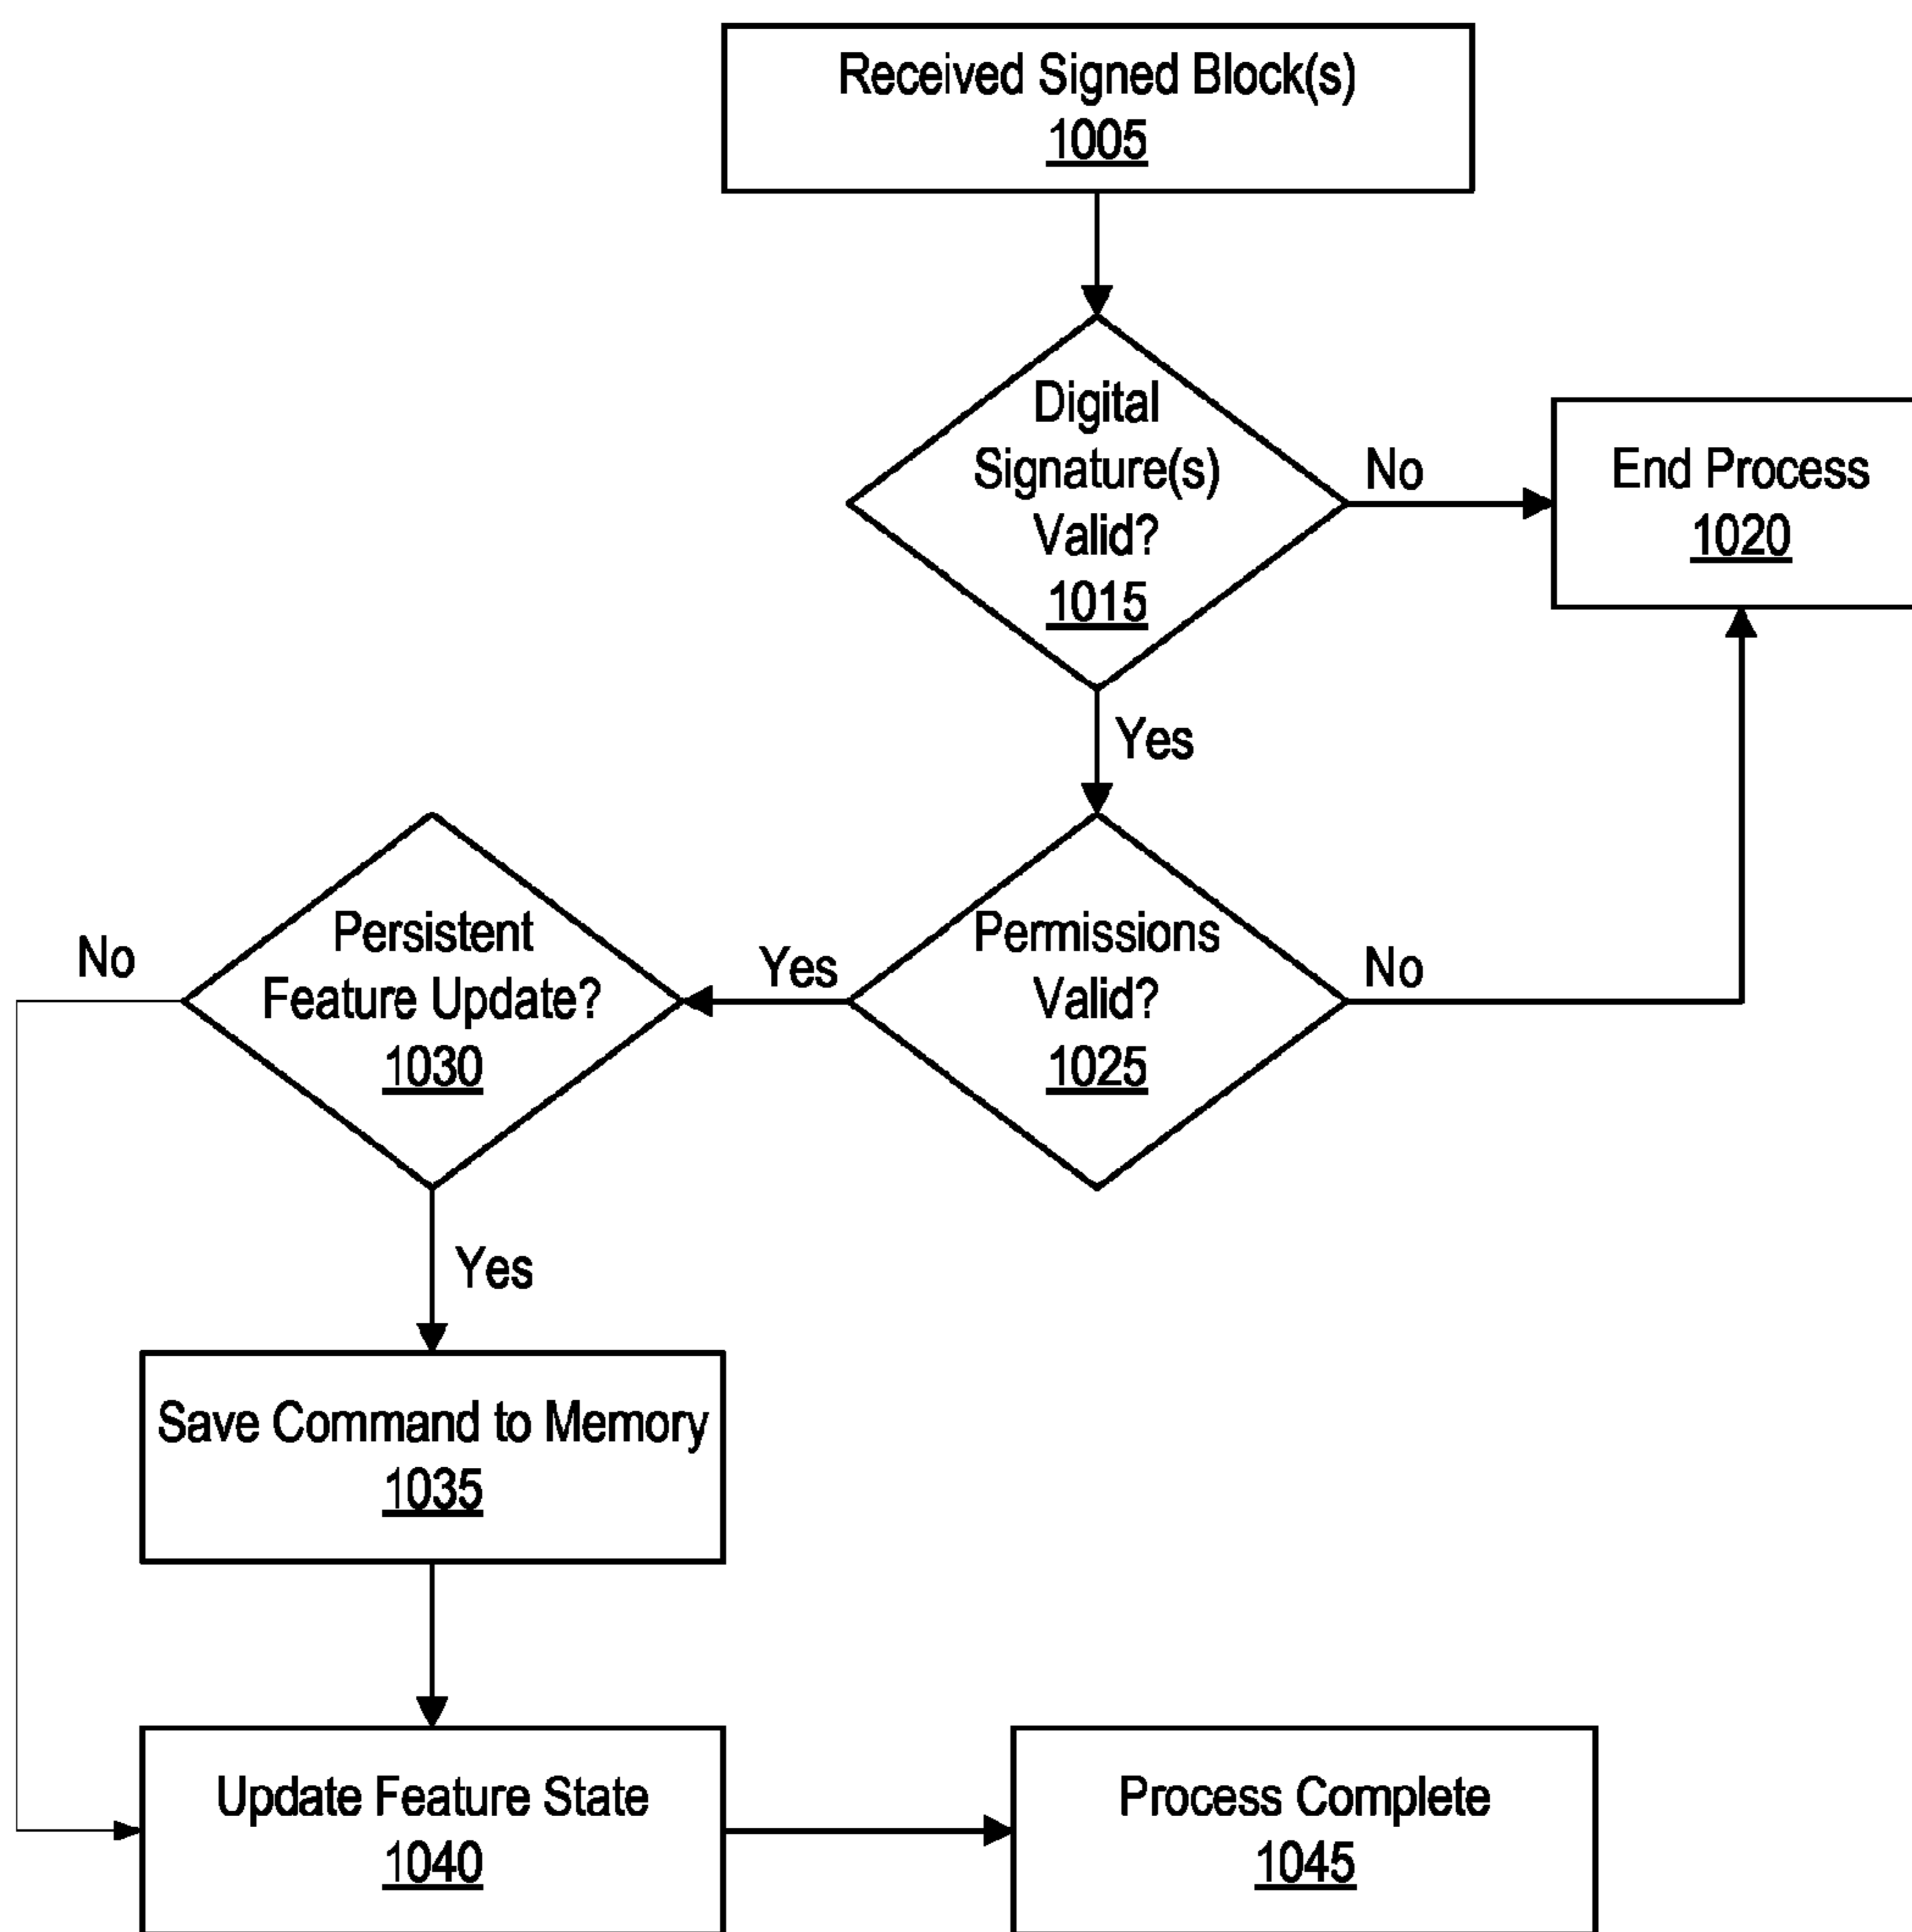 Received Signed Block(s)
1005
Digital
Signature(s)
Valid?
1015
No
End Process
1020
Yes
Permissions
Valid?
1025
No
Yes
Persistent
Feature Update?
1030
No
Yes
Save Command to Memory
1035
Update Feature State
1040
Process Complete
1045